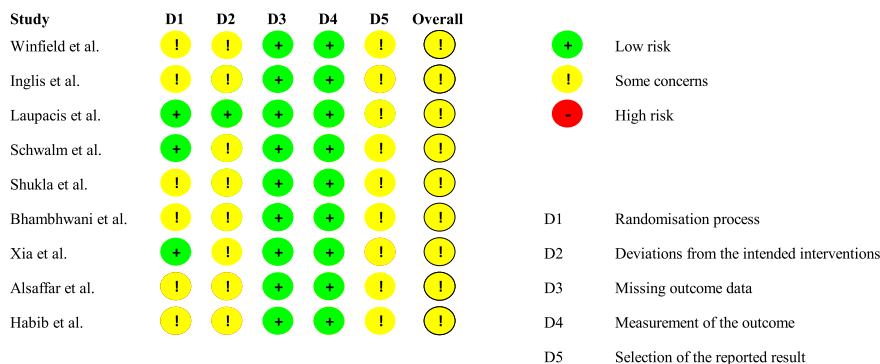 Study D1 D2 D3 D4 D5 Overall
Winfield et al. ! ! + + ! ! + Low risk
Inglis et al. ! ! + + ! ! ! Some concerns
Laupacis et al. + + + + ! ! - High risk
Schwalm et al. + ! + + ! !
Shukla et al. ! ! + + ! !
Bhambhwani et al. ! ! + + ! ! D1 Randomisation process
Xia et al. + ! + + ! ! D2 Deviations from the intended interventions
Alsaffar et al. ! ! + + ! ! D3 Missing outcome data
Habib et al. ! ! + + ! ! D4 Measurement of the outcome
D5 Selection of the reported result